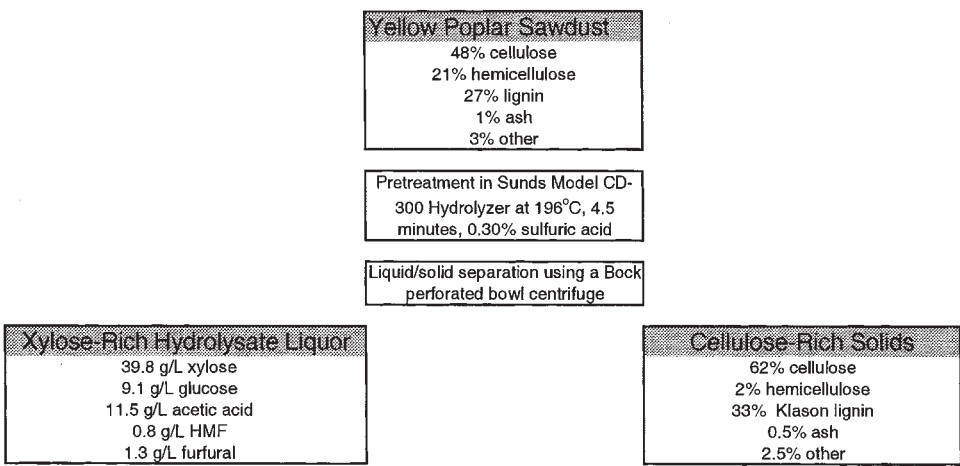 Yellow Poplar Sawdust
48% cellulose
21% hemicellulose
27% lignin
1% ash
3% other
Pretreatment in Sunds Model CD-
300 Hydrolyzer at 196°C, 4.5
minutes, 0.30% sulfuric acid
Liquid/solid separation using a Bock
perforated bowl centrifuge
Xylose-Rich Hydrolysate Liquor
39.8 g/L xylose
9.1 g/L glucose
11.5 g/L acetic acid
0.8 g/L HMF
1.3 g/L furfural
Cellulose-Rich Solids
62% cellulose
2% hemicellulose
33% Klason lignin
0.5% ash
2.5% other